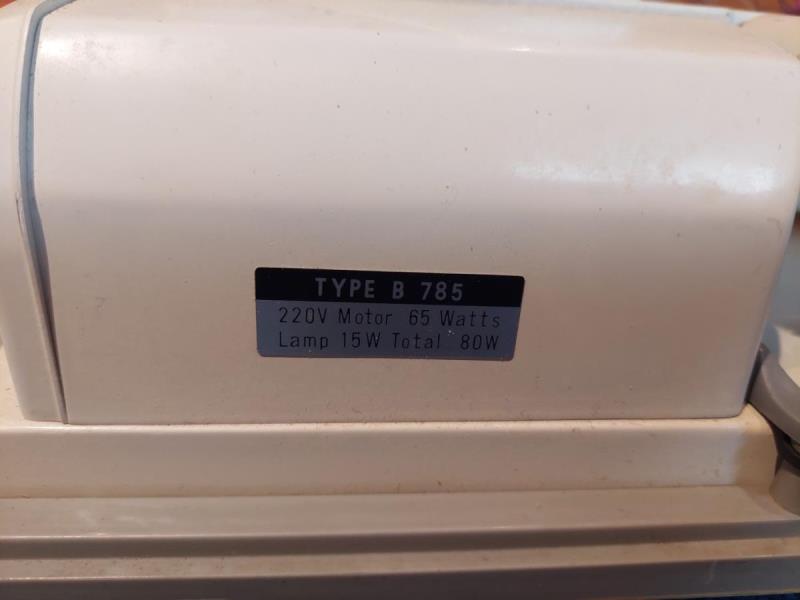 TYPE B 785
220V Motor 65 Watts
Lamp 15W Total 80W